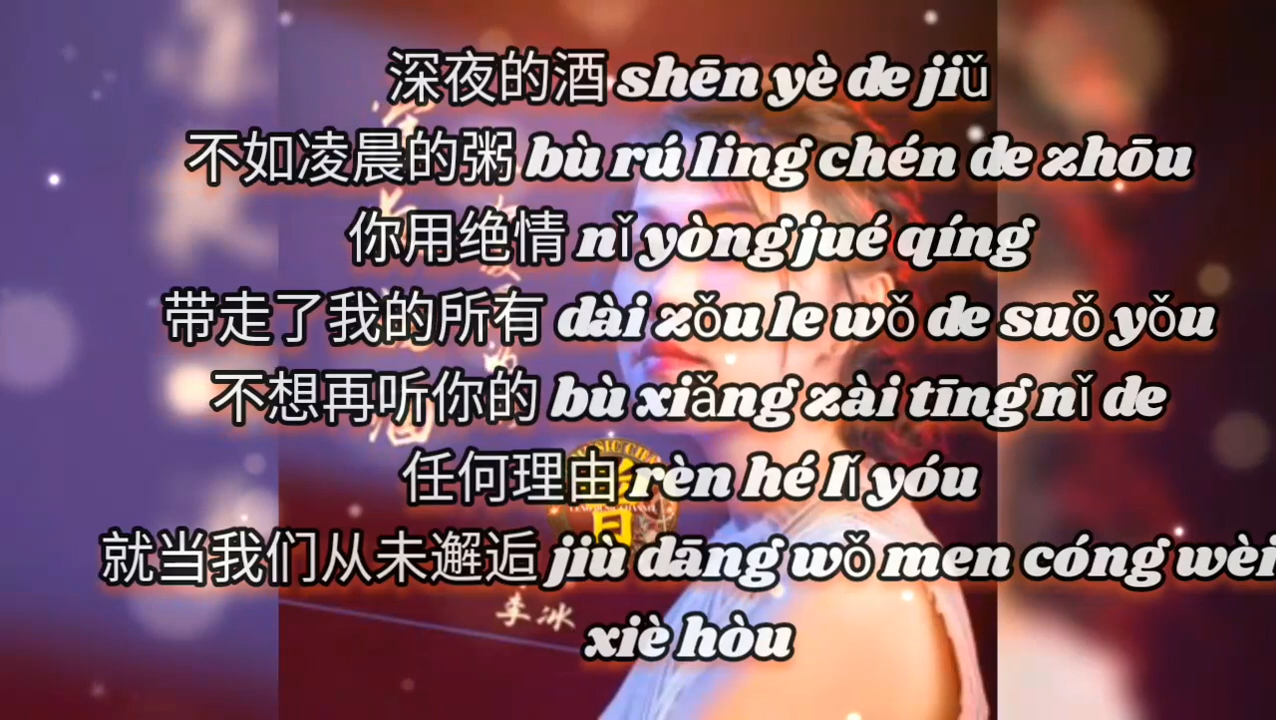 深夜的酒 shēn yè de jiǔ
不如凌晨的粥 bù rú ling chén de zhōu
你用绝情 nǐ yòng jué qíng
带走了我的所有 dài zǒu le wǒ de suǒ yǒu
不想再听你的 bù xiǎng zài tīng nǐ de
任何理由 rèn hé lǐ yóu
就当我们从未邂逅 jiù dāng wǒ men cóng wèi
xiè hòu
李冰